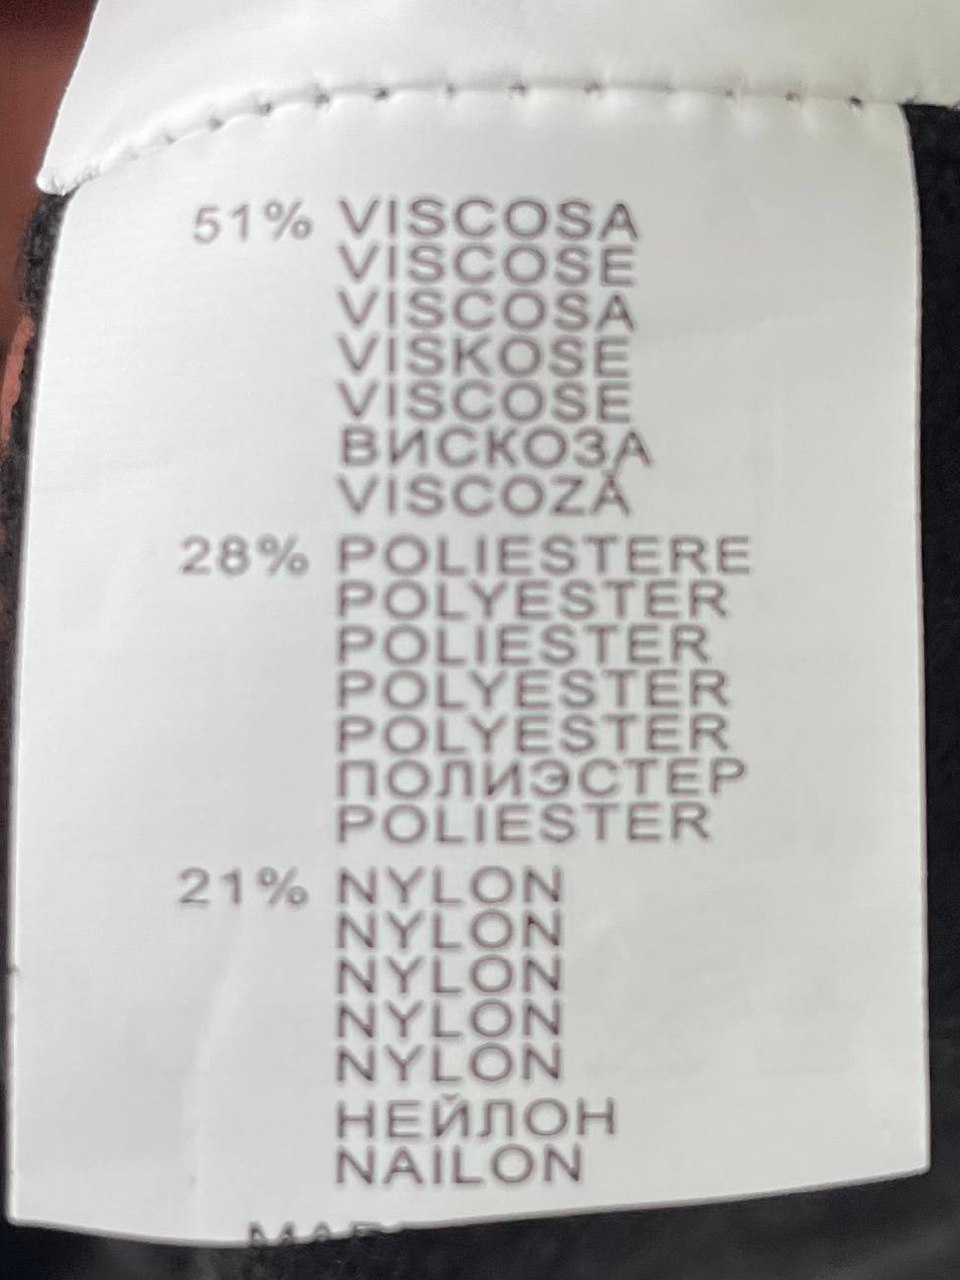 51% VISCOSA
VISCOSE
VISCOSA
VISKOSE
VISCOSE
ВИСКОЗА
VISCOZĂ
28% POLIESTERE
POLYESTER
POLIESTER
POLYESTER
POLYESTER
ПОЛИЭСТЕР
POLIESTER
21% NYLON
NYLON
NYLON
NYLON
NYLON
НЕЙЛОН
NAILON